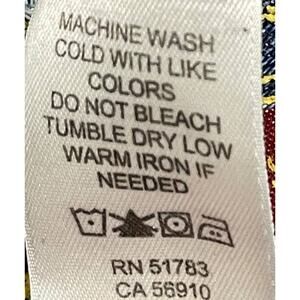 MACHINE WASH
COLD WITH LIKE
COLORS
DO NOT BLEACH
TUMBLE DRY LOW
WARM IRON IF
NEEDED
RN 51783
CA 56910